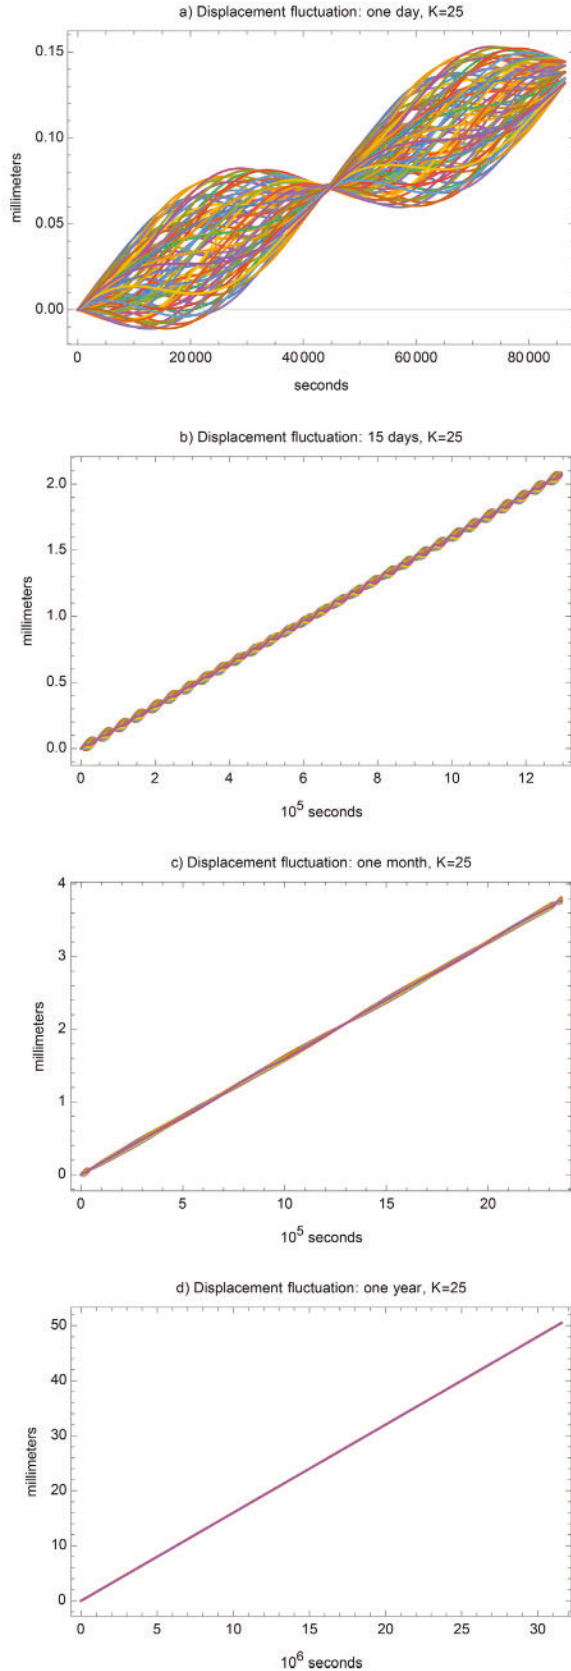 a) Displacement fluctuation: one day, K=25
0.15
0.10
0.05
0.00
millimeters
0 20000 40000 60000 80000
seconds
b) Displacement fluctuation: 15 days, K=25
2.0
1.5
1.0
0.5
0.0
millimeters
0 2 4 6 8 10 12
10^5 seconds
c) Displacement fluctuation: one month, K=25
4
3
2
1
0
millimeters
0 5 10 15 20
10^5 seconds
d) Displacement fluctuation: one year, K=25
50
40
30
20
10
0
millimeters
0 5 10 15 20 25 30
10^6 seconds